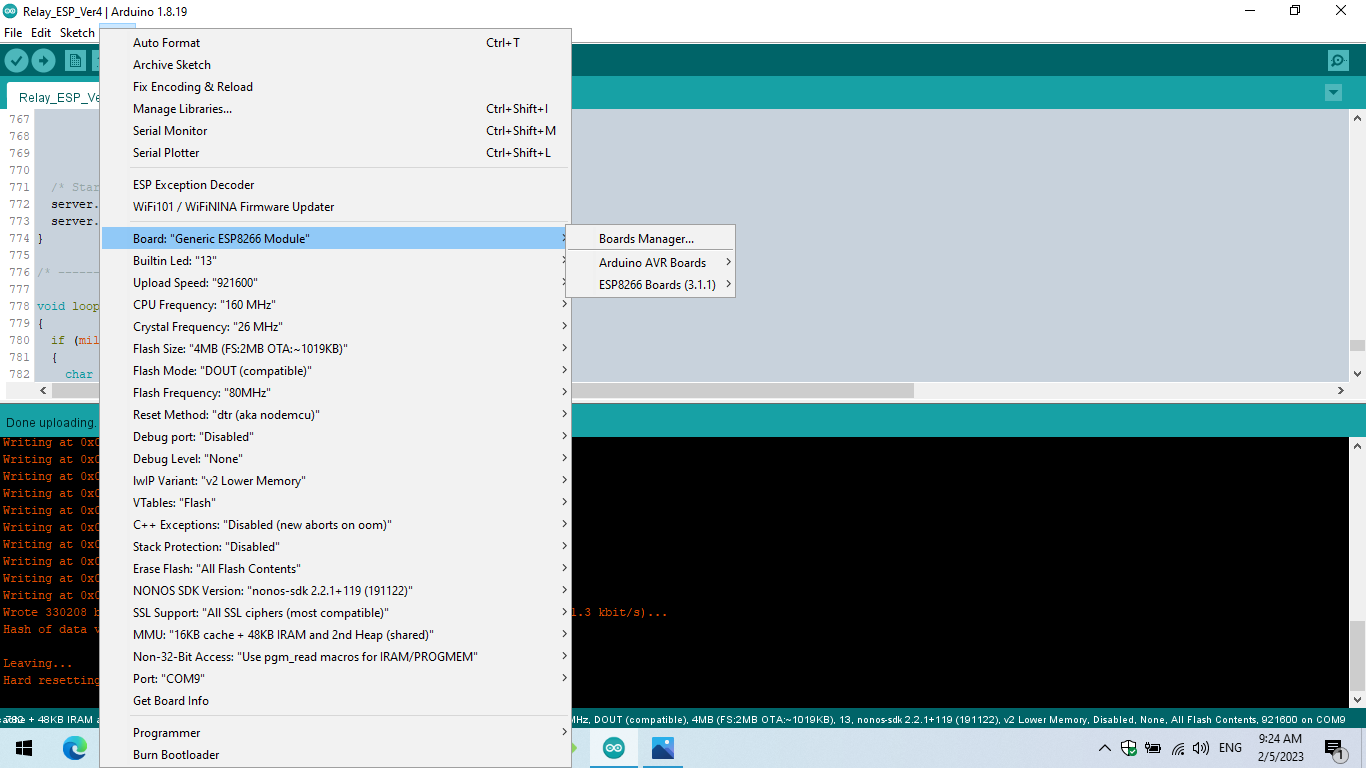 Relay_ESP_Ver4 | Arduino 1.8.19
File Edit Sketch
Auto Format Ctrl+T
Archive Sketch
Fix Encoding & Reload
Manage Libraries... Ctrl+Shift+I
Serial Monitor Ctrl+Shift+M
Serial Plotter Ctrl+Shift+L
ESP Exception Decoder
WiFi101 / WiFiNINA Firmware Updater
Board: "Generic ESP8266 Module"
Builtin Led: "13"
Upload Speed: "921600"
CPU Frequency: "160 MHz"
Crystal Frequency: "26 MHz"
Flash Size: "4MB (FS:2MB OTA:~1019KB)"
Flash Mode: "DOUT (compatible)"
Flash Frequency: "80MHz"
Reset Method: "dtr (aka nodemcu)"
Debug port: "Disabled"
Debug Level: "None"
lwIP Variant: "v2 Lower Memory"
VTables: "Flash"
C++ Exceptions: "Disabled (new aborts on oom)"
Stack Protection: "Disabled"
Erase Flash: "All Flash Contents"
NONOS SDK Version: "nonos-sdk 2.2.1+119 (191122)"
SSL Support: "All SSL ciphers (most compatible)"
MMU: "16KB cache + 48KB IRAM and 2nd Heap (shared)"
Non-32-Bit Access: "Use pgm_read macros for IRAM/PROGMEM"
Port: "COM9"
Get Board Info
Programmer
Burn Bootloader
Boards Manager...
Arduino AVR Boards
ESP8266 Boards (3.1.1)
Relay_ESP_Ve
767
768
769
770
771 /* Star
772 server.
773 server.
774 }
775
776 /* ------
777
778 void loop
779 {
780 if (mil
781 {
782 char
Done uploading.
Writing at 0x0
Writing at 0x0
Writing at 0x0
Writing at 0x0
Writing at 0x0
Writing at 0x0
Writing at 0x0
Writing at 0x0
Writing at 0x0
Writing at 0x0
Wrote 330208 b 1.3 kbit/s)...
Hash of data v
Leaving...
Hard resetting
+ 48KB IRAM MHz, DOUT (compatible), 4MB (FS:2MB OTA:~1019KB), 13, nonos-sdk 2.2.1+119 (191122), v2 Lower Memory, Disabled, None, All Flash Contents, 921600 on COM9
ENG
9:24 AM
2/5/2023
1